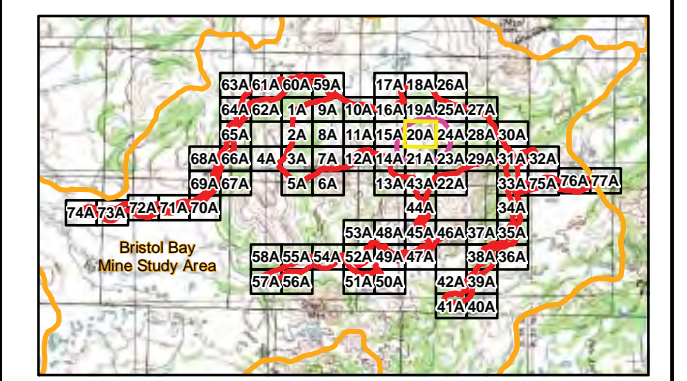 63A 61A 60A 59A 17A 18A 26A
64A 62A 1A 9A 10A 16A 19A 25A 27A
65A 2A 8A 11A 15A 20A 24A 28A 30A
68A 66A 4A 3A 7A 12A 14A 21A 23A 29A 31A 32A
69A 67A 5A 6A 13A 43A 22A 33A 75A 76A 77A
74A 73A 72A 71A 70A 44A 34A
53A 48A 45A 46A 37A 35A
Bristol Bay
Mine Study Area
58A 55A 54A 52A 49A 47A 38A 36A
57A 56A 51A 50A 42A 39A
41A 40A